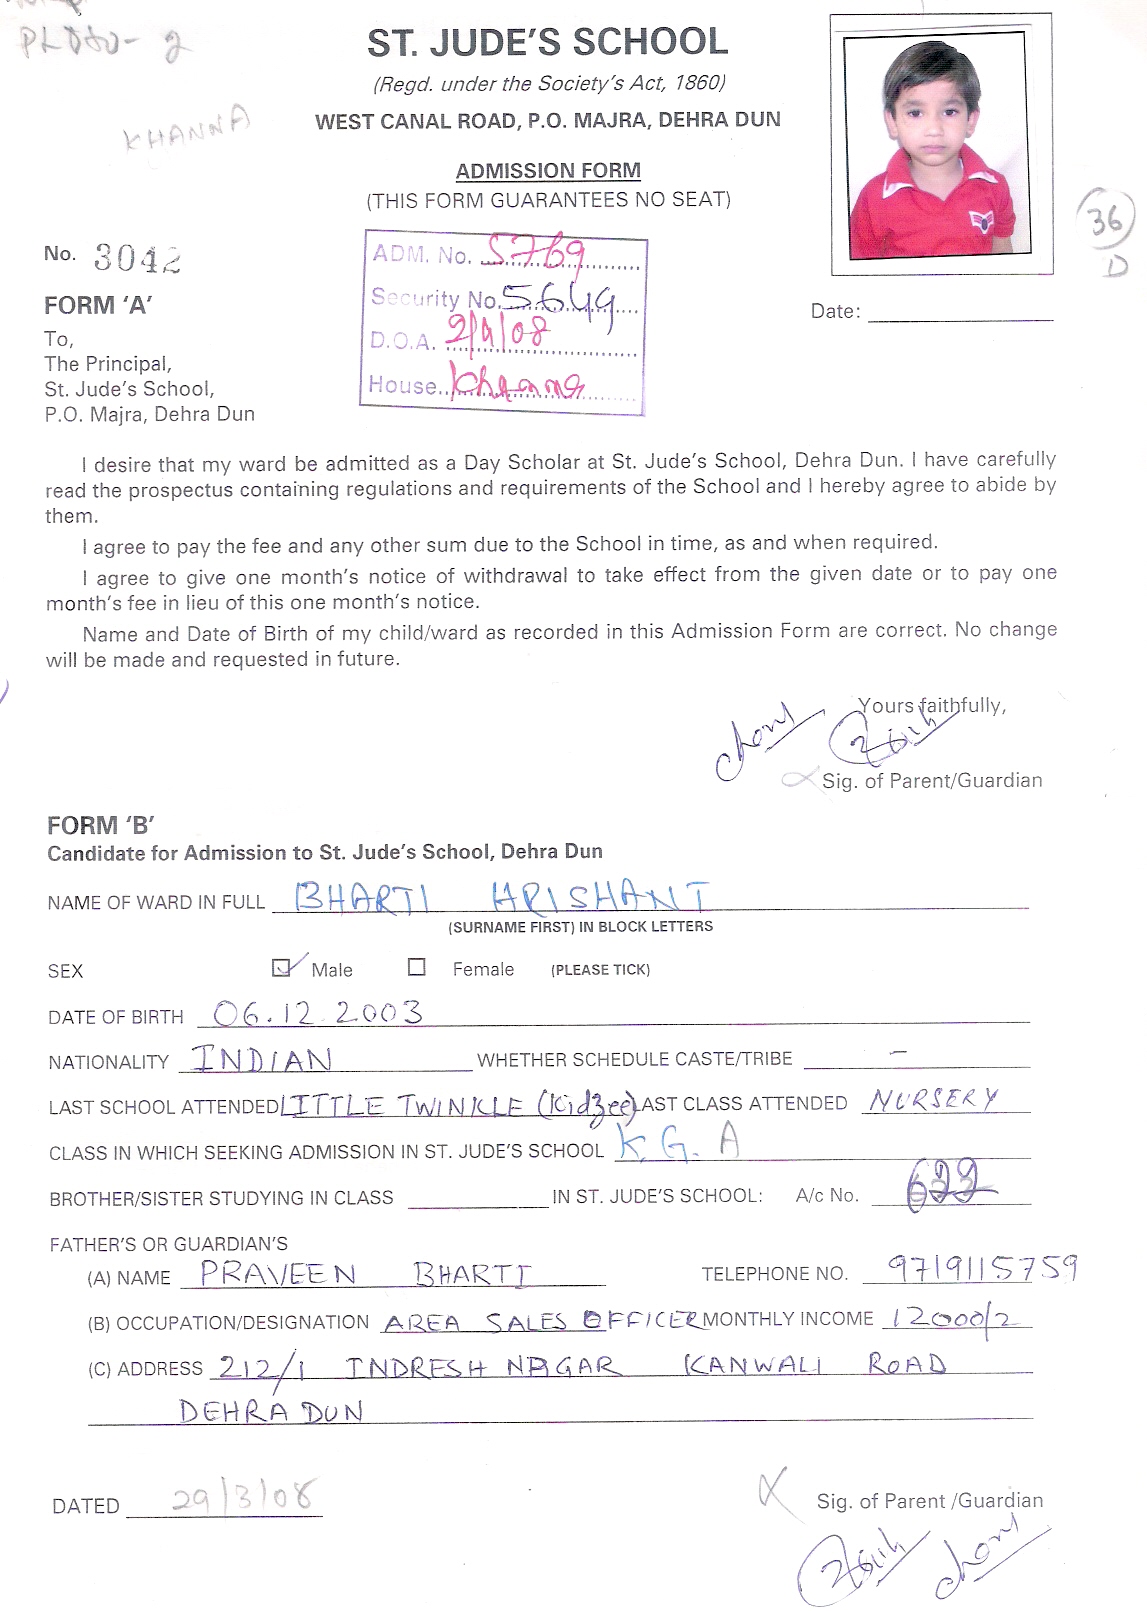 ST. JUDE'S SCHOOL
(Regd. under the Society's Act, 1860)
WEST CANAL ROAD, P.O. MAJRA, DEHRA DUN
KHANNA
ADMISSION FORM
(THIS FORM GUARANTEES NO SEAT)
36
D
No. 3042
ADM. No. 5769
Security No. 5649
D.O.A.
House Khanna
FORM 'A'
Date:
To,
The Principal,
St. Jude's School,
P.O. Majra, Dehra Dun
I desire that my ward be admitted as a Day Scholar at St. Jude's School, Dehra Dun. I have carefully
read the prospectus containing regulations and requirements of the School and I hereby agree to abide by
them.
I agree to pay the fee and any other sum due to the School in time, as and when required.
I agree to give one month's notice of withdrawal to take effect from the given date or to pay one
month's fee in lieu of this one month's notice.
Name and Date of Birth of my child/ward as recorded in this Admission Form are correct. No change
will be made and requested in future.
Yours faithfully,
Sig. of Parent/Guardian
FORM 'B'
Candidate for Admission to St. Jude's School, Dehra Dun
NAME OF WARD IN FULL BHARTI HRISHANT
(SURNAME FIRST) IN BLOCK LETTERS
SEX Male Female (PLEASE TICK)
DATE OF BIRTH 06.12.2003
NATIONALITY INDIAN WHETHER SCHEDULE CASTE/TRIBE –
LAST SCHOOL ATTENDED LITTLE TWINKLE (Kidzee) LAST CLASS ATTENDED NURSERY
CLASS IN WHICH SEEKING ADMISSION IN ST. JUDE'S SCHOOL K.G. A
BROTHER/SISTER STUDYING IN CLASS IN ST. JUDE'S SCHOOL: A/c No.
FATHER'S OR GUARDIAN'S
(A) NAME PRAVEEN BHARTI TELEPHONE NO. 9719115759
(B) OCCUPATION/DESIGNATION AREA SALES OFFICER MONTHLY INCOME 12000/2
(C) ADDRESS 212/1 INDRESH NAGAR KANWALI ROAD
DEHRA DUN
DATED 29/3/08
Sig. of Parent /Guardian